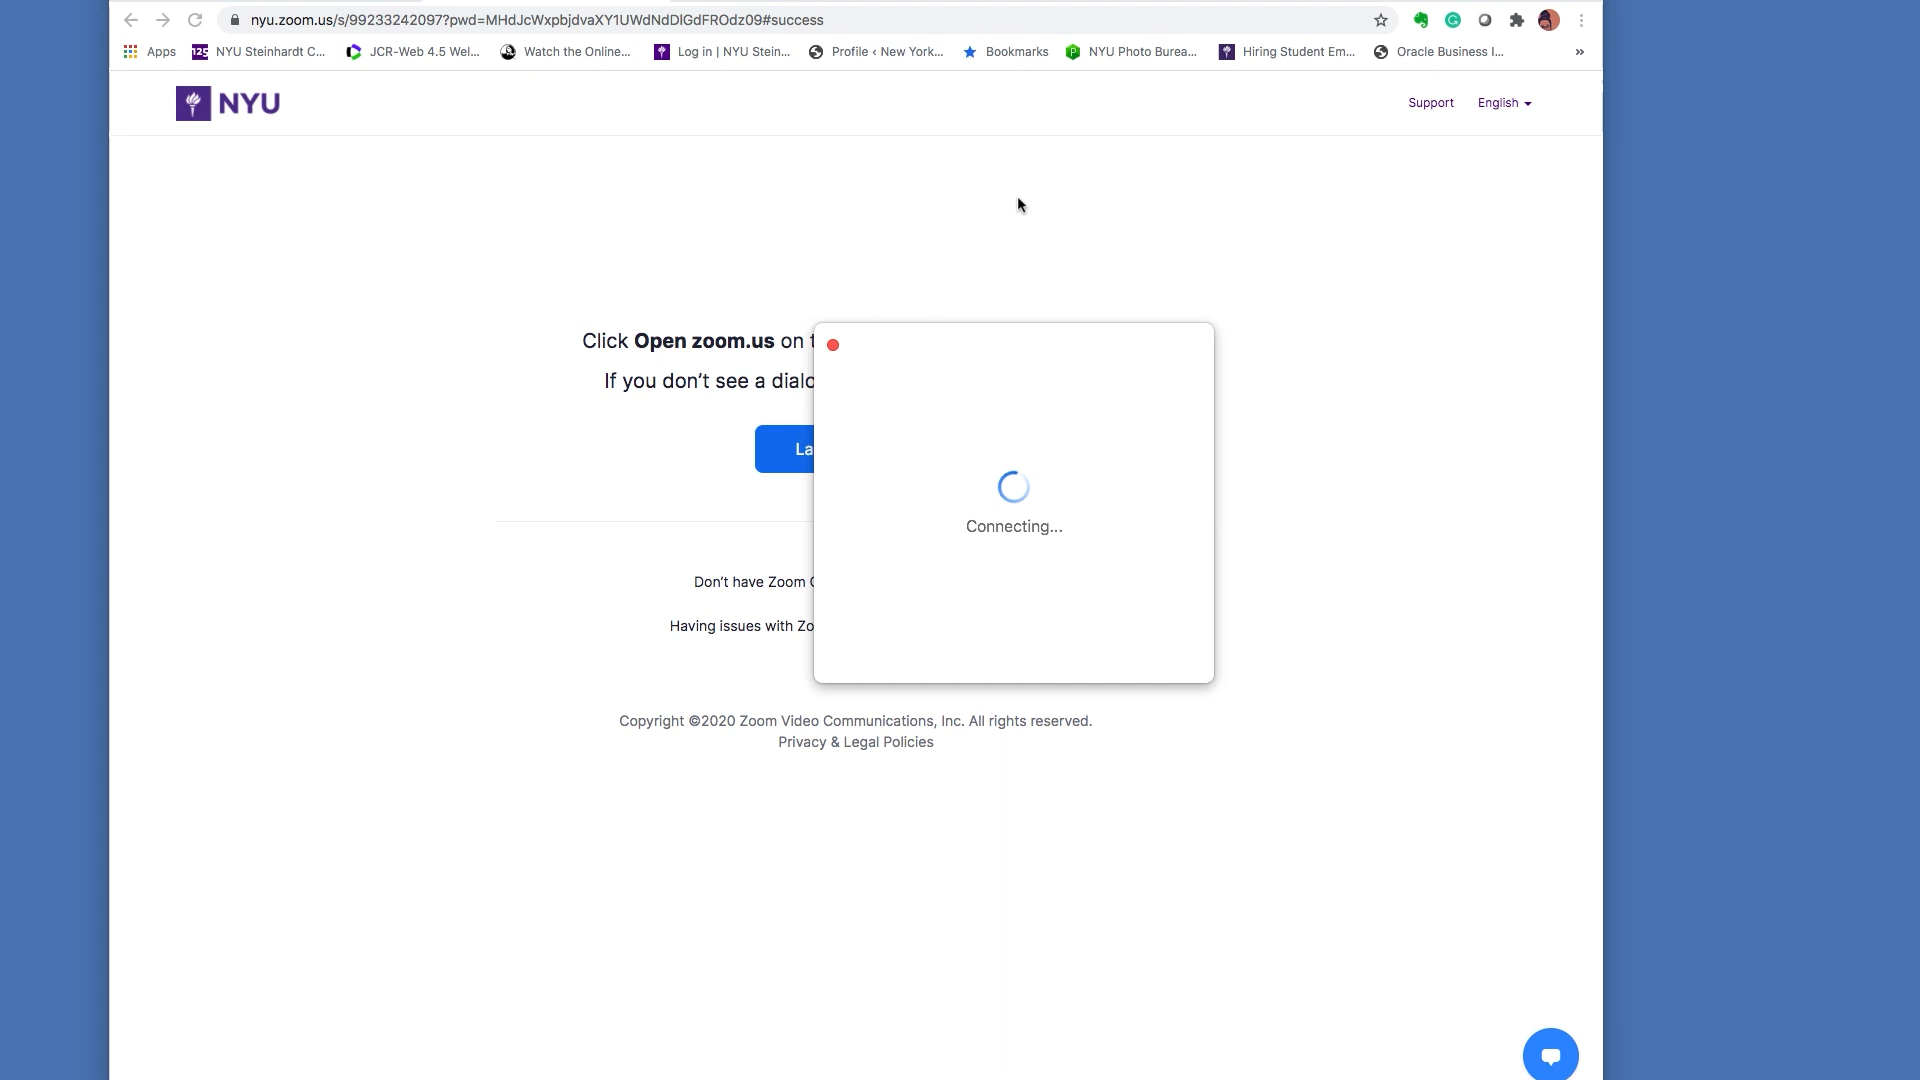 nyu.zoom.us/s/99233242097?pwd=MHdJcWxpbjdvaXY1UWdNdDlGdFROdz09#success
Apps NYU Steinhardt C... JCR-Web 4.5 Wel... Watch the Online... Log in | NYU Stein... Profile ‹ New York... Bookmarks NYU Photo Burea... Hiring Student Em... Oracle Business I... »
NYU
Support English
Click Open zoom.us on
If you don't see a dialo
La
Connecting...
Don't have Zoom
Having issues with Zo
Copyright ©2020 Zoom Video Communications, Inc. All rights reserved.
Privacy & Legal Policies